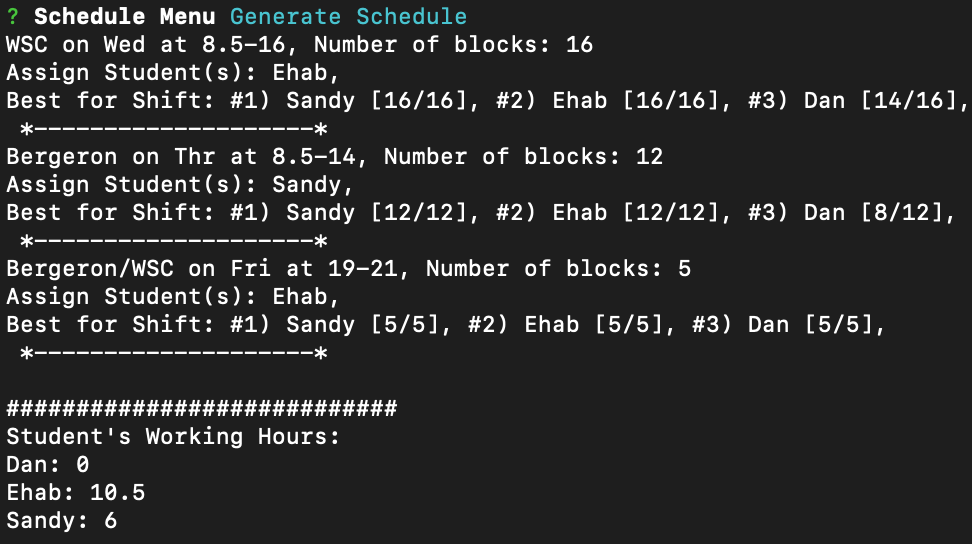 ? Schedule Menu Generate Schedule
WSC on Wed at 8.5-16, Number of blocks: 16
Assign Student(s): Ehab,
Best for Shift: #1) Sandy [16/16], #2) Ehab [16/16], #3) Dan [14/16],
*---------------------*
Bergeron on Thr at 8.5-14, Number of blocks: 12
Assign Student(s): Sandy,
Best for Shift: #1) Sandy [12/12], #2) Ehab [12/12], #3) Dan [8/12],
*---------------------*
Bergeron/WSC on Fri at 19-21, Number of blocks: 5
Assign Student(s): Ehab,
Best for Shift: #1) Sandy [5/5], #2) Ehab [5/5], #3) Dan [5/5],
*---------------------*
############################
Student's Working Hours:
Dan: 0
Ehab: 10.5
Sandy: 6